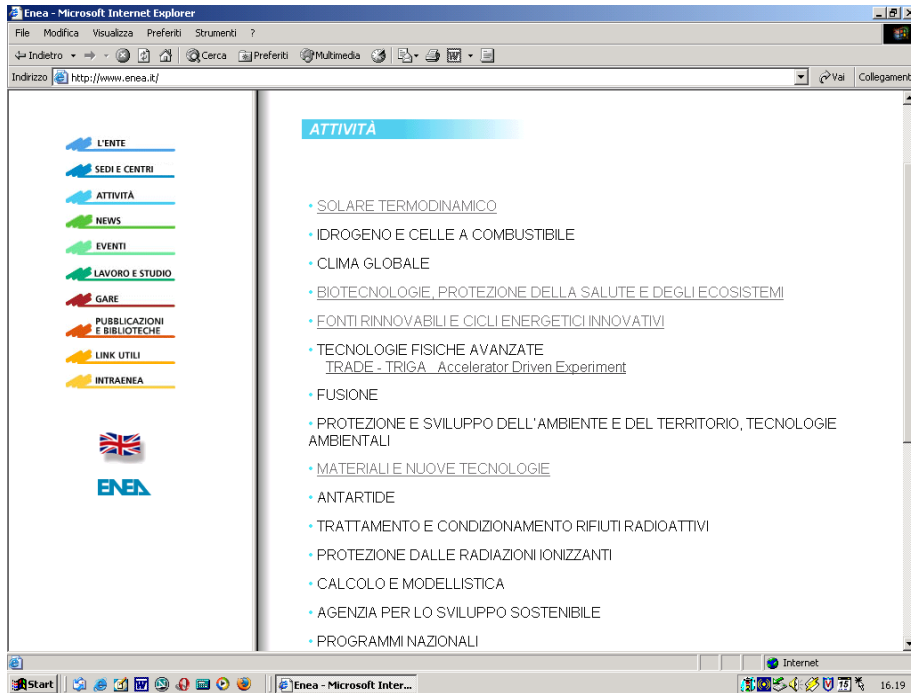 Enea - Microsoft Internet Explorer
File Modifica Visualizza Preferiti Strumenti ?
Indietro Cerca Preferiti Multimedia
Indirizzo http://www.enea.it/ Vai Collegament
L'ENTE
SEDI E CENTRI
ATTIVITÀ
NEWS
EVENTI
LAVORO E STUDIO
GARE
PUBBLICAZIONI
E BIBLIOTECHE
LINK UTILI
INTRAENEA
ENEA
ATTIVITÀ
• SOLARE TERMODINAMICO
• IDROGENO E CELLE A COMBUSTIBILE
• CLIMA GLOBALE
• BIOTECNOLOGIE, PROTEZIONE DELLA SALUTE E DEGLI ECOSISTEMI
• FONTI RINNOVABILI E CICLI ENERGETICI INNOVATIVI
• TECNOLOGIE FISICHE AVANZATE
TRADE - TRIGA Accelerator Driven Experiment
• FUSIONE
• PROTEZIONE E SVILUPPO DELL'AMBIENTE E DEL TERRITORIO, TECNOLOGIE
AMBIENTALI
• MATERIALI E NUOVE TECNOLOGIE
• ANTARTIDE
• TRATTAMENTO E CONDIZIONAMENTO RIFIUTI RADIOATTIVI
• PROTEZIONE DALLE RADIAZIONI IONIZZANTI
• CALCOLO E MODELLISTICA
• AGENZIA PER LO SVILUPPO SOSTENIBILE
• PROGRAMMI NAZIONALI
Internet
Start Enea - Microsoft Inter... 16.19